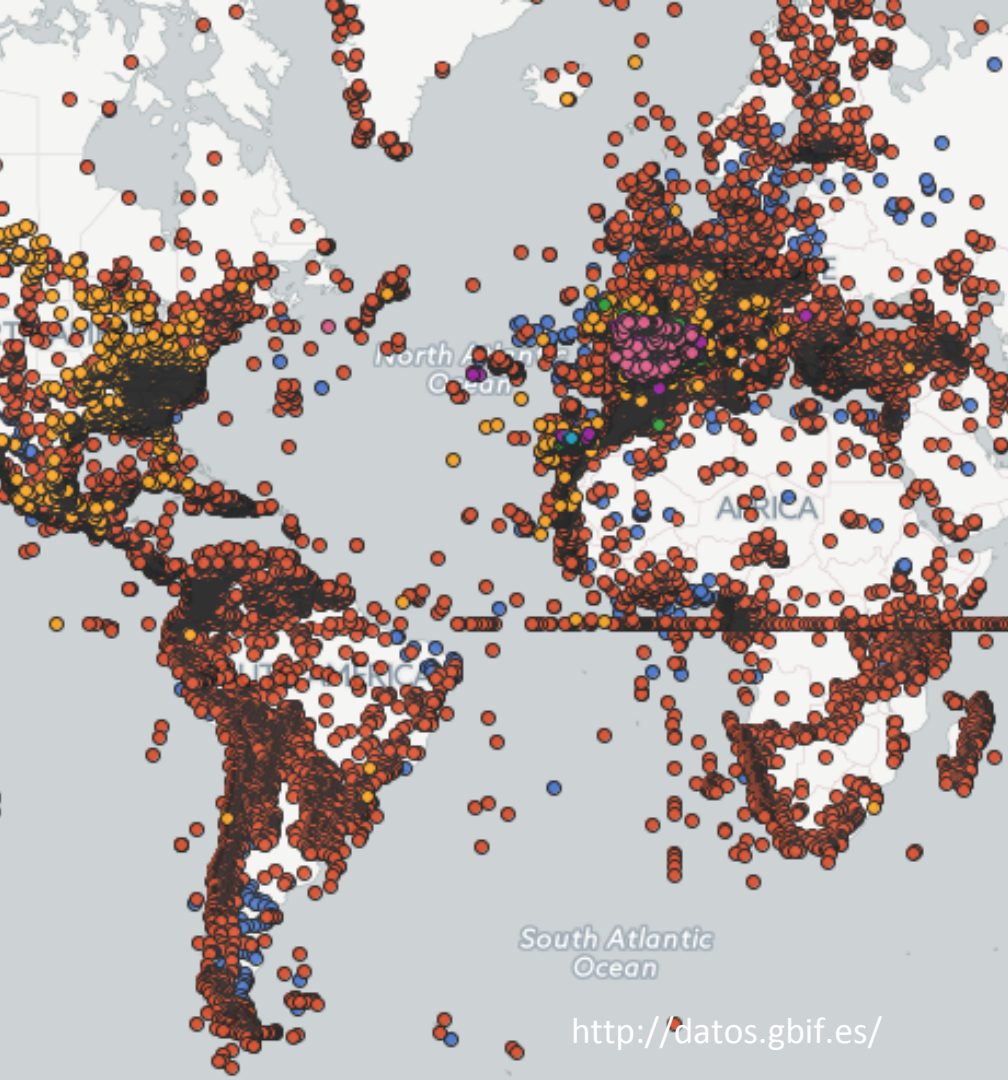 North Atlantic
Ocean
AFRICA
South Atlantic
Ocean
http://datos.gbif.es/